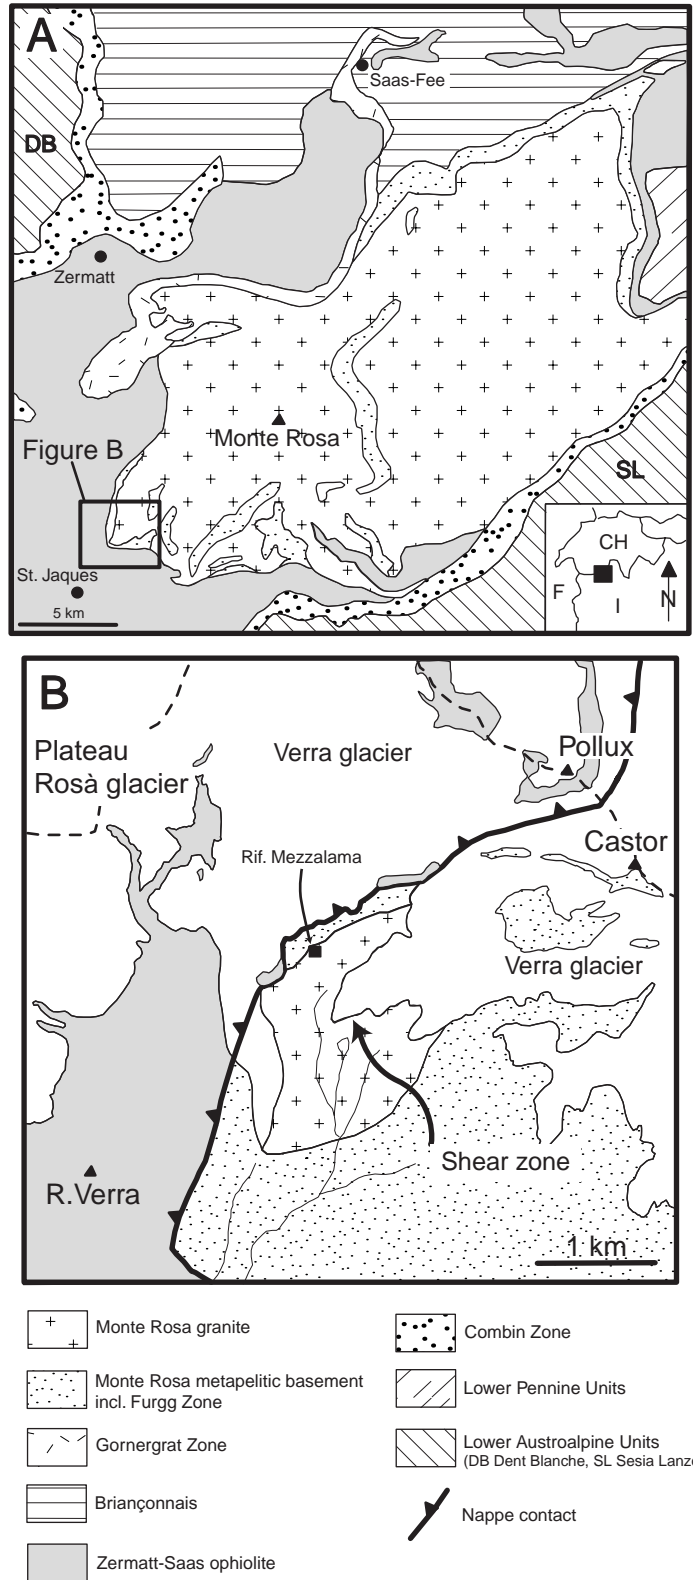 A
Saas-Fee
DB
Zermatt
Monte Rosa
Figure B
SL
St. Jaques
5 km
CH
F
I
N
B
Plateau
Rosà glacier
Verra glacier
Pollux
Castor
Rif. Mezzalama
Verra glacier
Shear zone
R.Verra
1 km
Monte Rosa granite
Combin Zone
Monte Rosa metapelitic basement
incl. Furgg Zone
Lower Pennine Units
Gornergrat Zone
Lower Austroalpine Units
(DB Dent Blanche, SL Sesia Lanz
Briançonnais
Nappe contact
Zermatt-Saas ophiolite